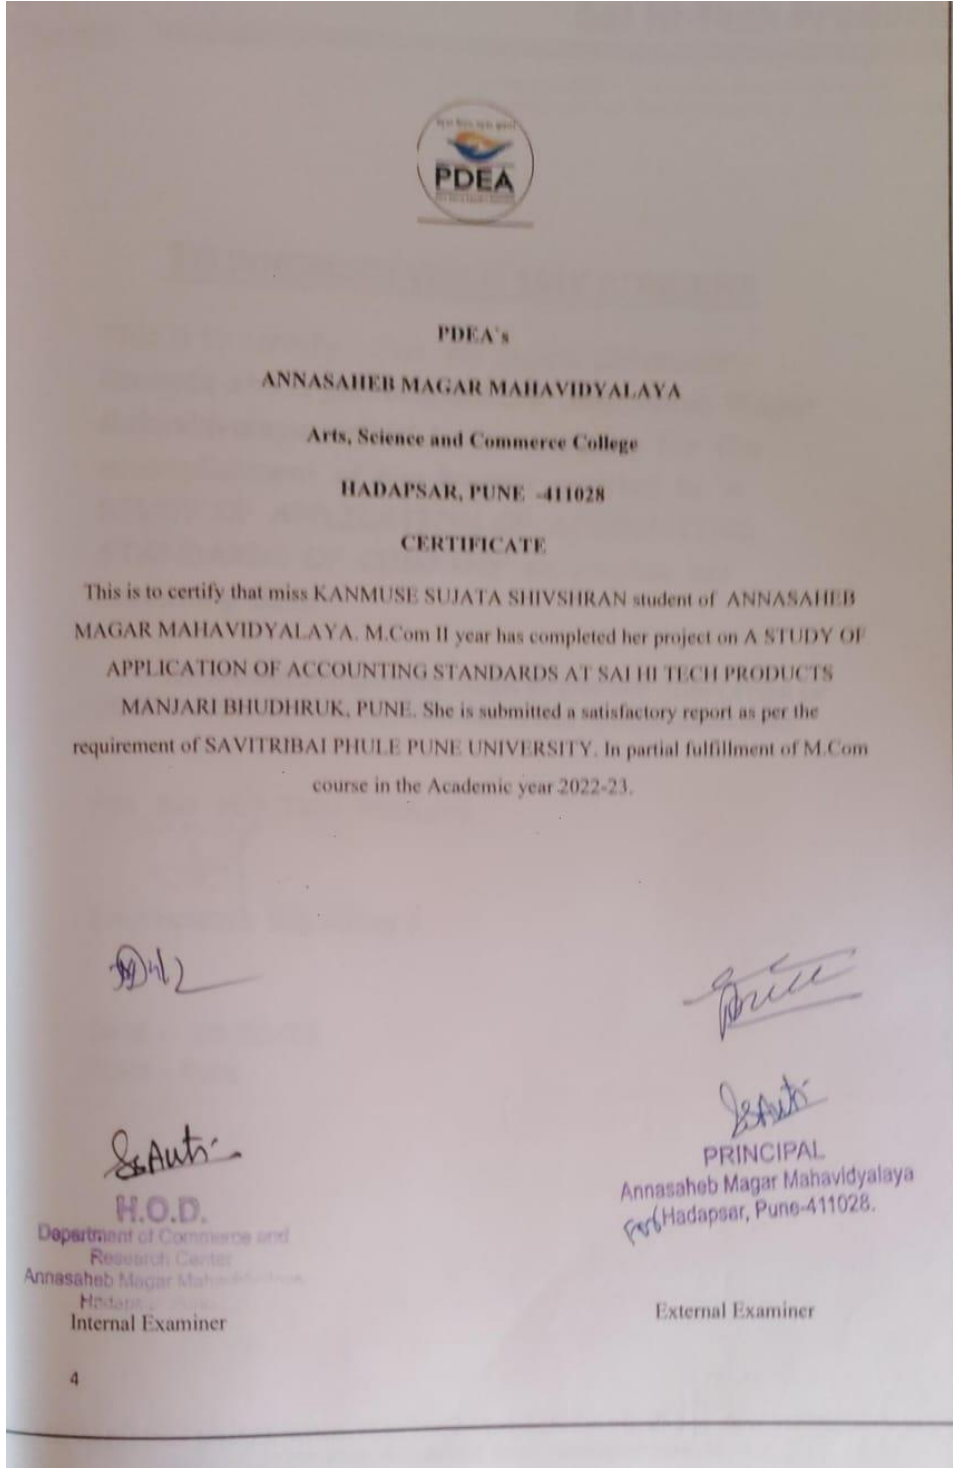 PDEA
PDEA`s
ANNASAHEB MAGAR MAHAVIDYALAYA
Arts, Science and Commerce College
HADAPSAR, PUNE -411028
CERTIFICATE
This is to certify that miss KANMUSE SUJATA SHIVSHRAN student of ANNASAHEB
MAGAR MAHAVIDYALAYA. M.Com II year has completed her project on A STUDY OF
APPLICATION OF ACCOUNTING STANDARDS AT SAI HI TECH PRODUCTS
MANJARI BHUDHRUK, PUNE. She is submitted a satisfactory report as per the
requirement of SAVITRIBAI PHULE PUNE UNIVERSITY. In partial fulfillment of M.Com
course in the Academic year 2022-23.
PRINCIPAL
Annasaheb Magar Mahavidyalaya
For Hadapsar, Pune-411028.
H.O.D.
Department of Commerce and
Research Center
Annasaheb Magar
Internal Examiner
External Examiner
4